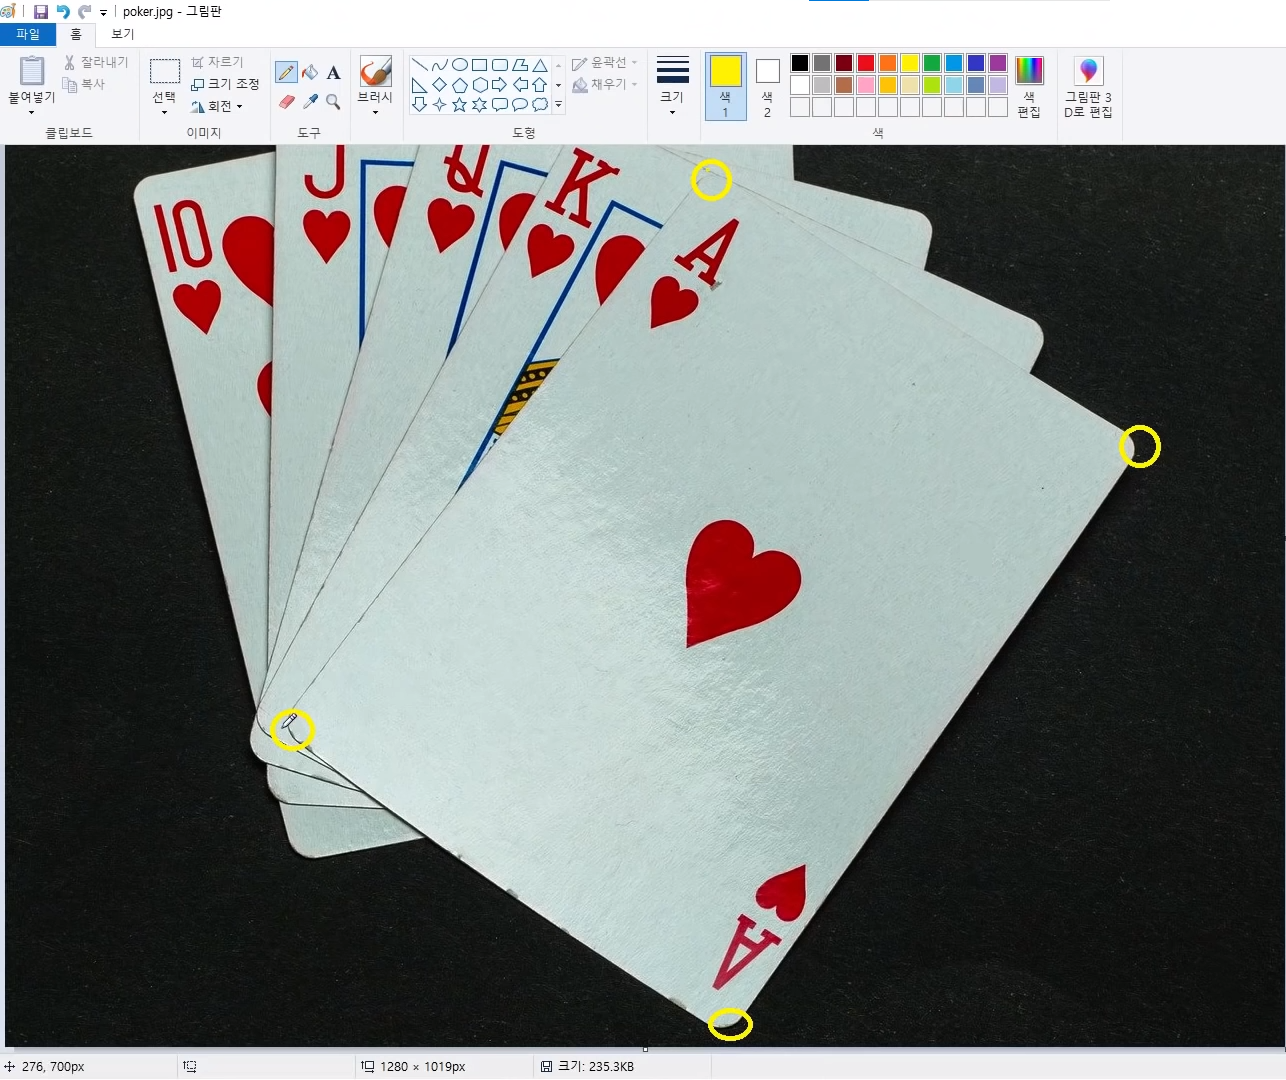 poker.jpg - 그림판
파일 홈 보기
붙여넣기
잘라내기
복사
클립보드
선택
자르기
크기 조정
회전
이미지
A
도구
브러시
도형
윤곽선
채우기
크기
색
1
색
2
색
편집
색
그림판 3
D로 편집
10
J
Q
K
A
A
276, 700px
1280 × 1019px
크기: 235.3KB